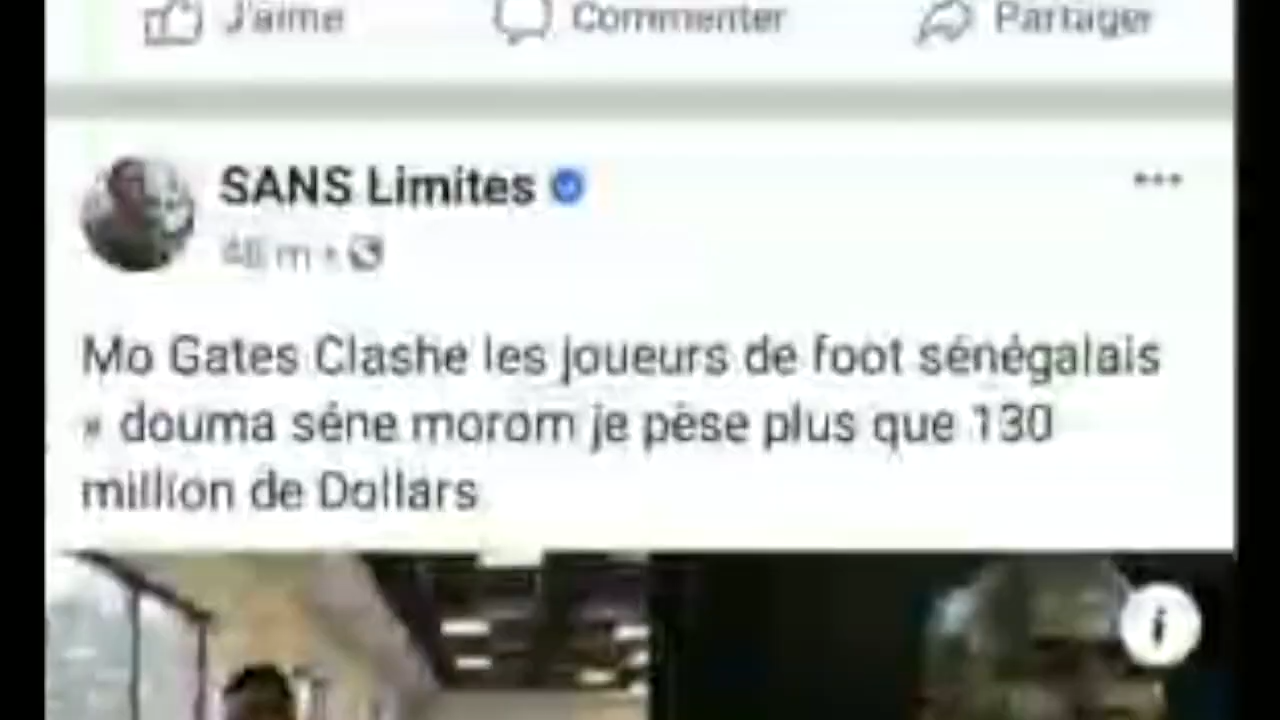 J'aime Commenter Partager
SANS Limites
48 m
Mo Gates Clashe les joueurs de foot sénégalais
» douma séne morom je pèse plus que 130
million de Dollars
i